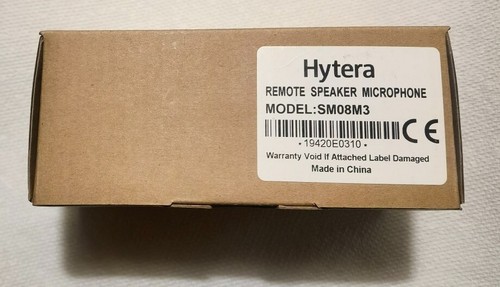 Hytera
REMOTE SPEAKER MICROPHONE
MODEL:SM08M3
CE
• 19420E0310 •
Warranty Void If Attached Label Damaged
Made in China